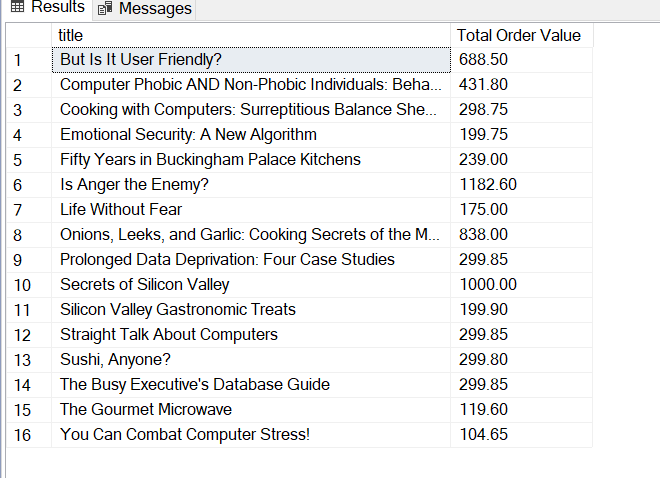 Results Messages
title Total Order Value
1 But Is It User Friendly? 688.50
2 Computer Phobic AND Non-Phobic Individuals: Beha... 431.80
3 Cooking with Computers: Surreptitious Balance She... 298.75
4 Emotional Security: A New Algorithm 199.75
5 Fifty Years in Buckingham Palace Kitchens 239.00
6 Is Anger the Enemy? 1182.60
7 Life Without Fear 175.00
8 Onions, Leeks, and Garlic: Cooking Secrets of the M... 838.00
9 Prolonged Data Deprivation: Four Case Studies 299.85
10 Secrets of Silicon Valley 1000.00
11 Silicon Valley Gastronomic Treats 199.90
12 Straight Talk About Computers 299.85
13 Sushi, Anyone? 299.80
14 The Busy Executive's Database Guide 299.85
15 The Gourmet Microwave 119.60
16 You Can Combat Computer Stress! 104.65